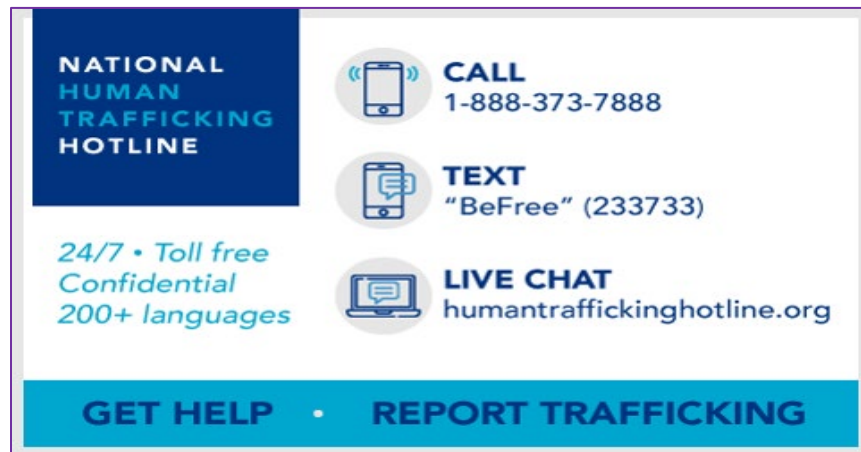 NATIONAL
HUMAN
TRAFFICKING
HOTLINE
24/7 • Toll free
Confidential
200+ languages
CALL
1-888-373-7888
TEXT
“BeFree” (233733)
LIVE CHAT
humantraffickinghotline.org
GET HELP • REPORT TRAFFICKING